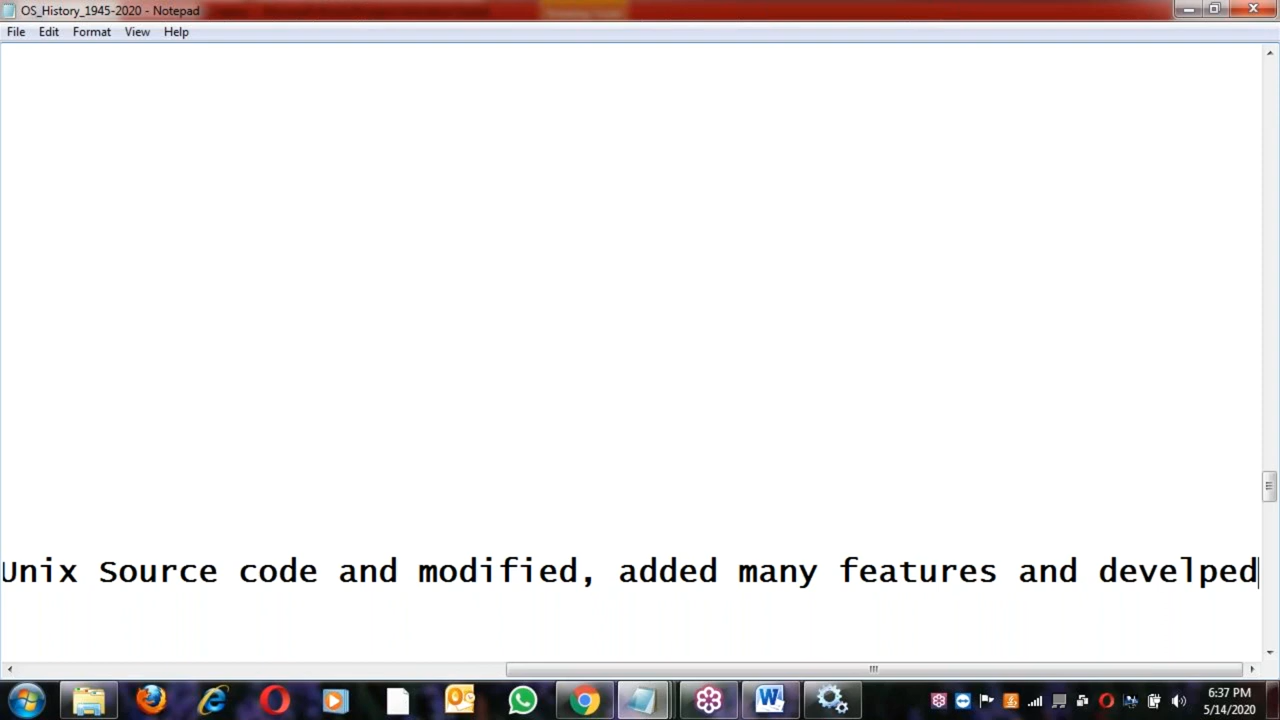 OS_History_1945-2020 - Notepad
File Edit Format View Help
Unix Source code and modified, added many features and develped
6:37 PM
5/14/2020